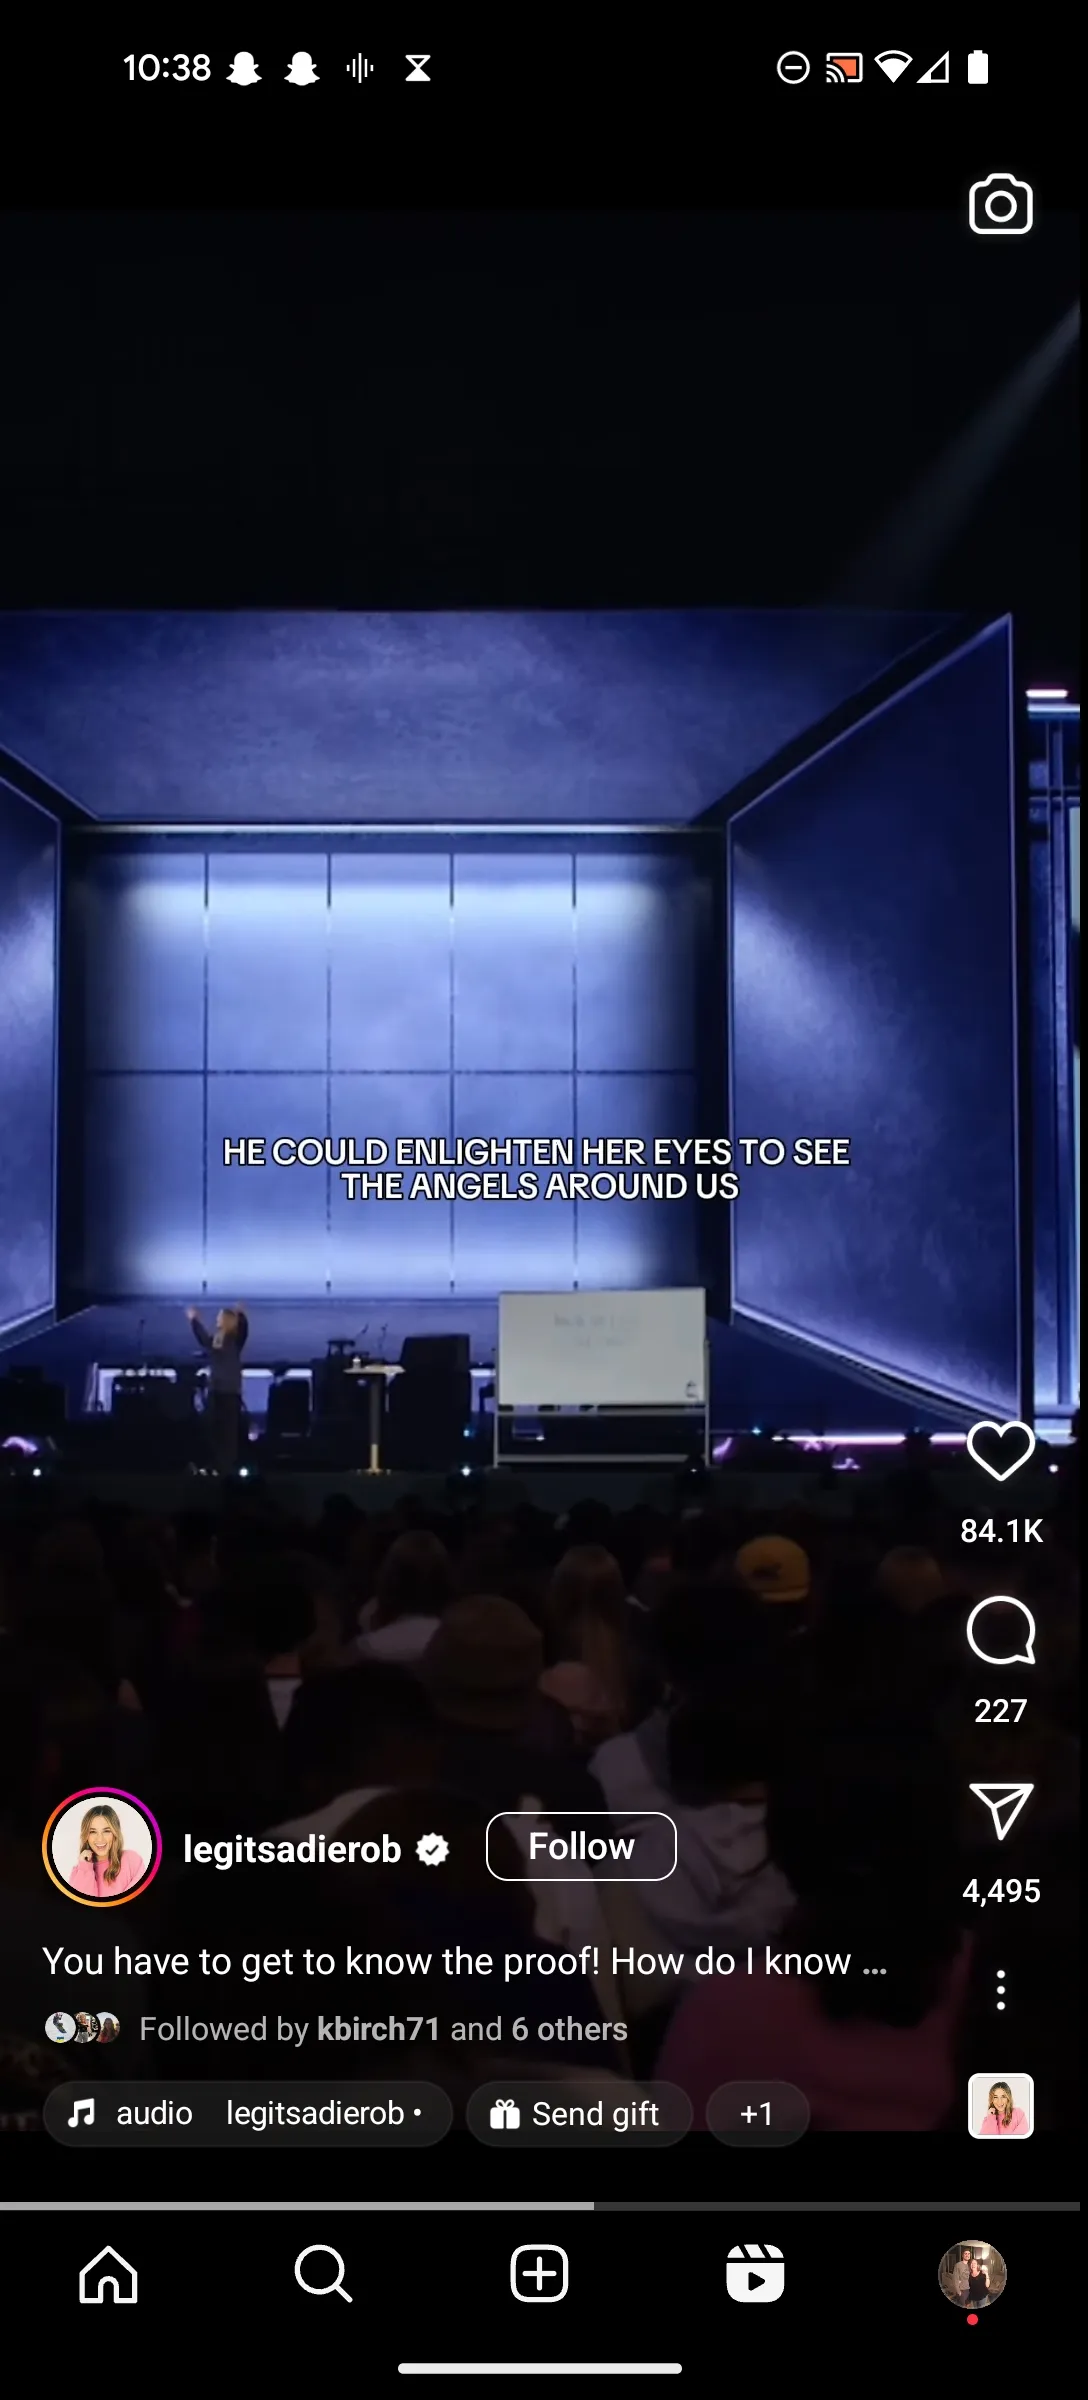 10:38
HE COULD ENLIGHTEN HER EYES TO SEE
THE ANGELS AROUND US
84.1K
227
4,495
legitsadierob
Follow
You have to get to know the proof! How do I know ...
Followed by kbirch71 and 6 others
audio legitsadierob •
Send gift
+1